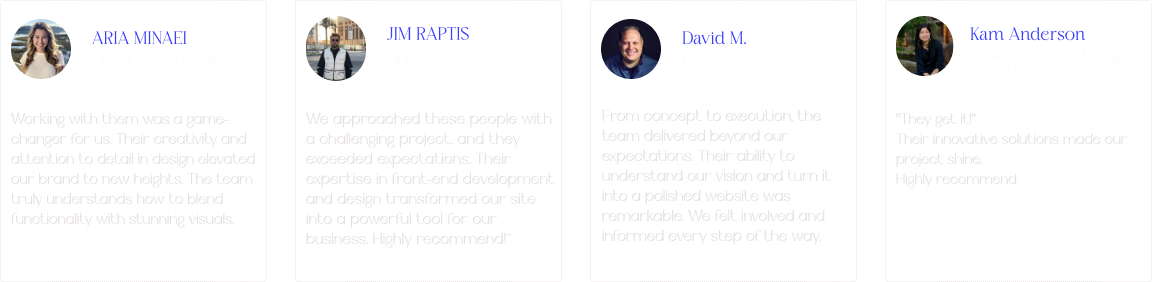 ARIA MINAEI
Working with them was a game-
changer for us. Their creativity and
attention to detail in design elevated
our brand to new heights. The team
truly understands how to blend
functionality with stunning visuals.
JIM RAPTIS
We approached these people with
a challenging project, and they
exceeded expectations. Their
expertise in front-end development
and design transformed our site
into a powerful tool for our
business. Highly recommend!"
David M.
From concept to execution, the
team delivered beyond our
expectations. Their ability to
understand our vision and turn it
into a polished website was
remarkable. We felt involved and
informed every step of the way.
Kam Anderson
"They get it!"
Their innovative solutions made our
project shine.
Highly recommend